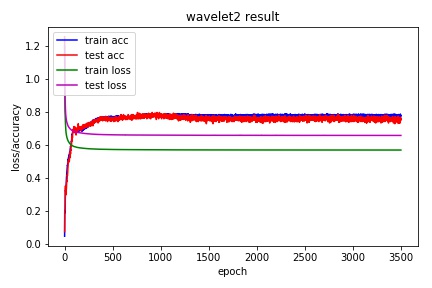 wavelet2 result
train acc
test acc
train loss
test loss
loss/accuracy
1.2
1.0
0.8
0.6
0.4
0.2
0.0
0 500 1000 1500 2000 2500 3000 3500
epoch